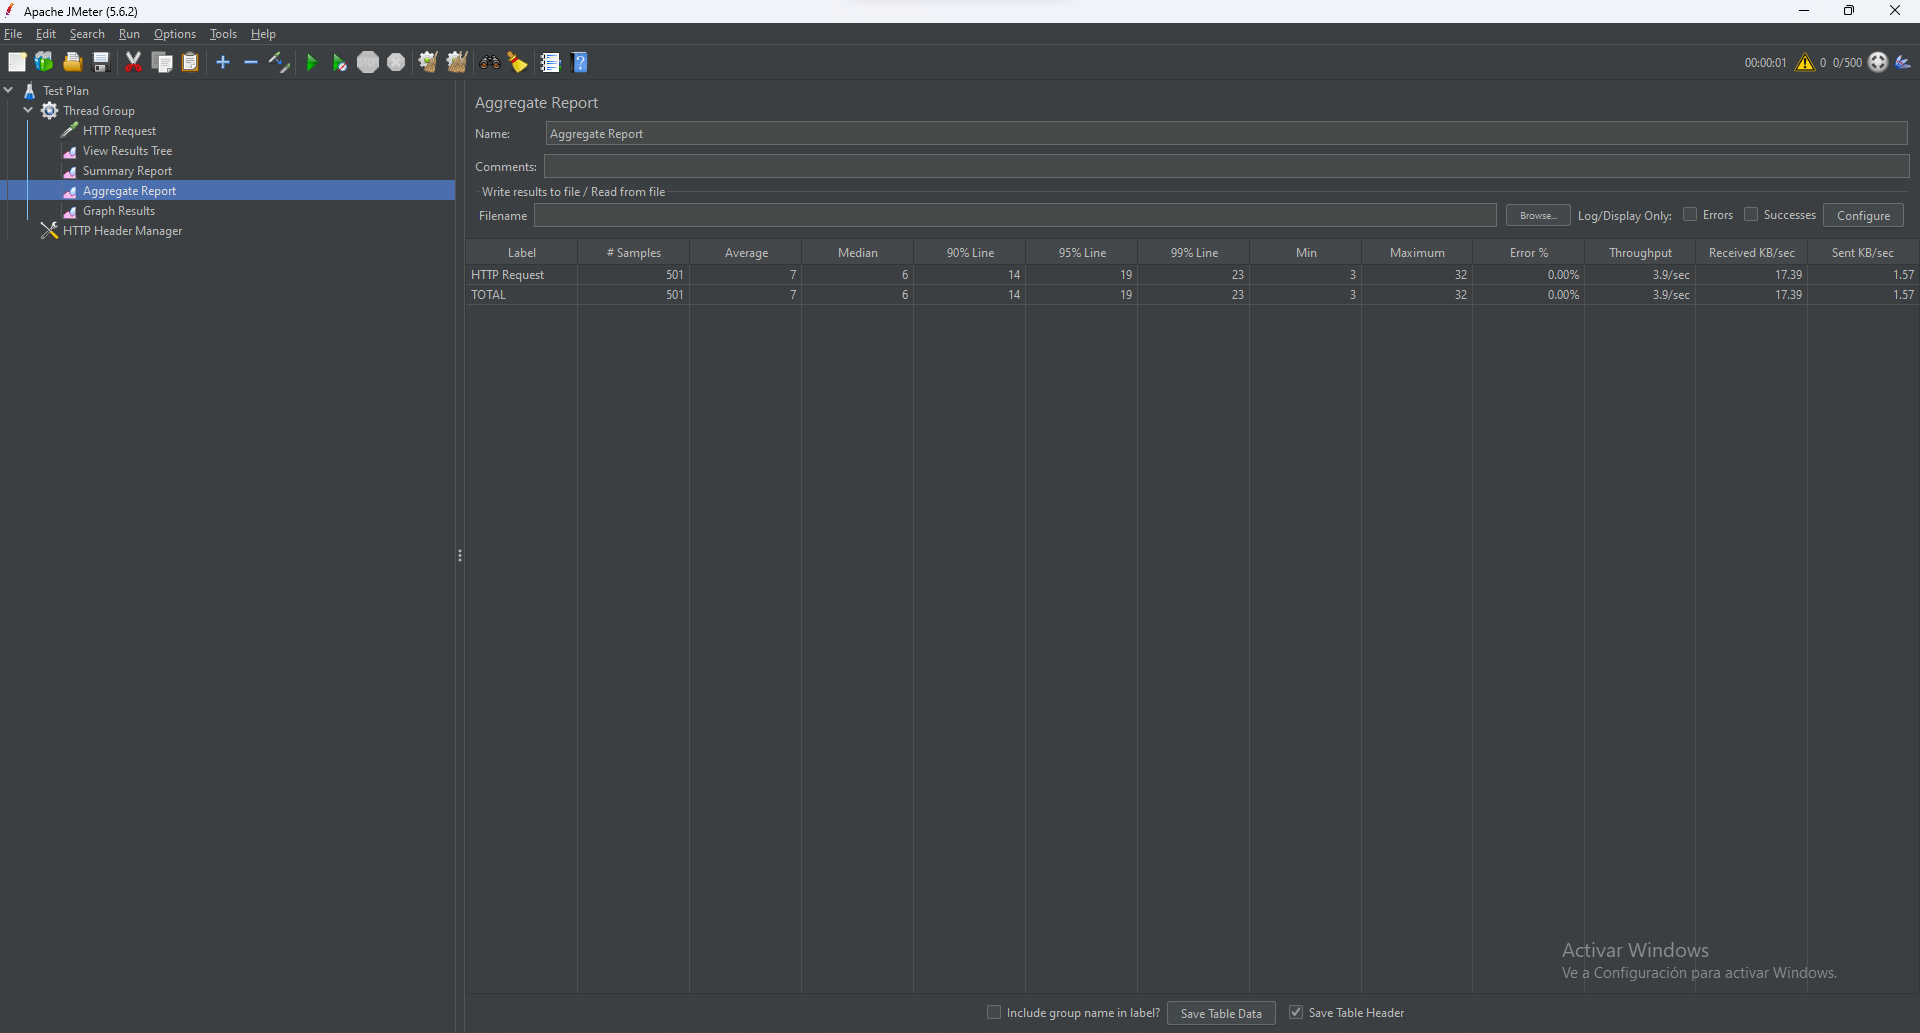 Apache JMeter (5.6.2)
File Edit Search Run Options Tools Help
STOP
00:00:01 0 0/500
Test Plan
Thread Group
HTTP Request
View Results Tree
Summary Report
Aggregate Report
Graph Results
HTTP Header Manager
Aggregate Report
Name: Aggregate Report
Comments:
Write results to file / Read from file
Filename Browse... Log/Display Only: Errors Successes Configure
Label # Samples Average Median 90% Line 95% Line 99% Line Min Maximum Error % Throughput Received KB/sec Sent KB/sec
HTTP Request 501 7 6 14 19 23 3 32 0.00% 3.9/sec 17.39 1.57
TOTAL 501 7 6 14 19 23 3 32 0.00% 3.9/sec 17.39 1.57
Activar Windows
Ve a Configuración para activar Windows.
Include group name in label? Save Table Data Save Table Header